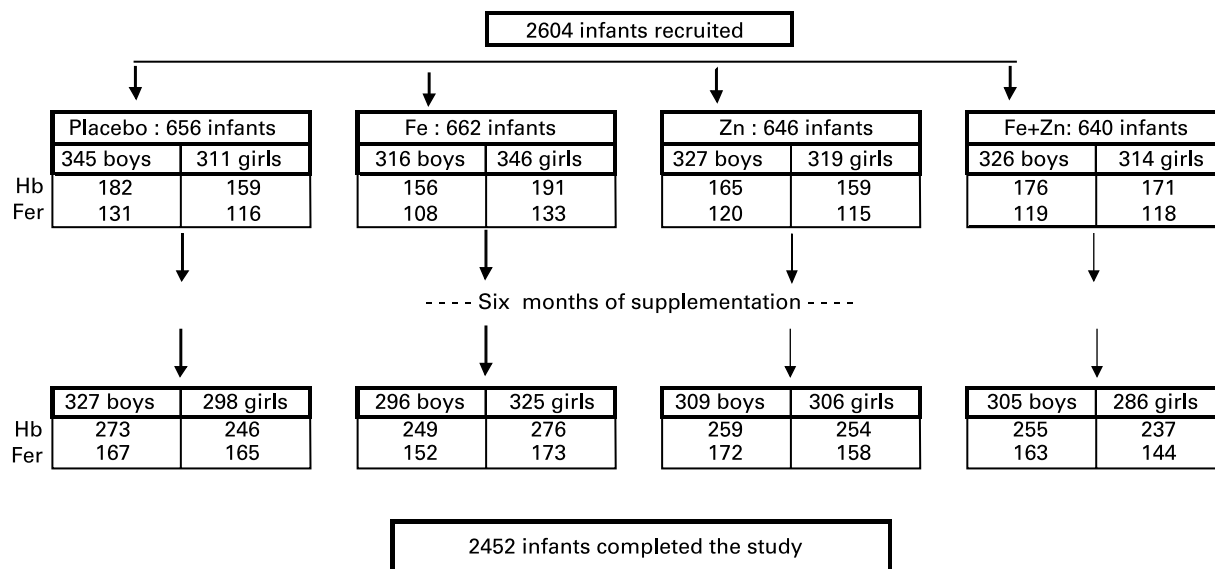 2604 infants recruited
Placebo : 656 infants Fe : 662 infants Zn : 646 infants Fe+Zn: 640 infants
345 boys 311 girls 316 boys 346 girls 327 boys 319 girls 326 boys 314 girls
Hb 182 159 156 191 165 159 176 171
Fer 131 116 108 133 120 115 119 118
- - - - Six months of supplementation - - - -
327 boys 298 girls 296 boys 325 girls 309 boys 306 girls 305 boys 286 girls
Hb 273 246 249 276 259 254 255 237
Fer 167 165 152 173 172 158 163 144
2452 infants completed the study